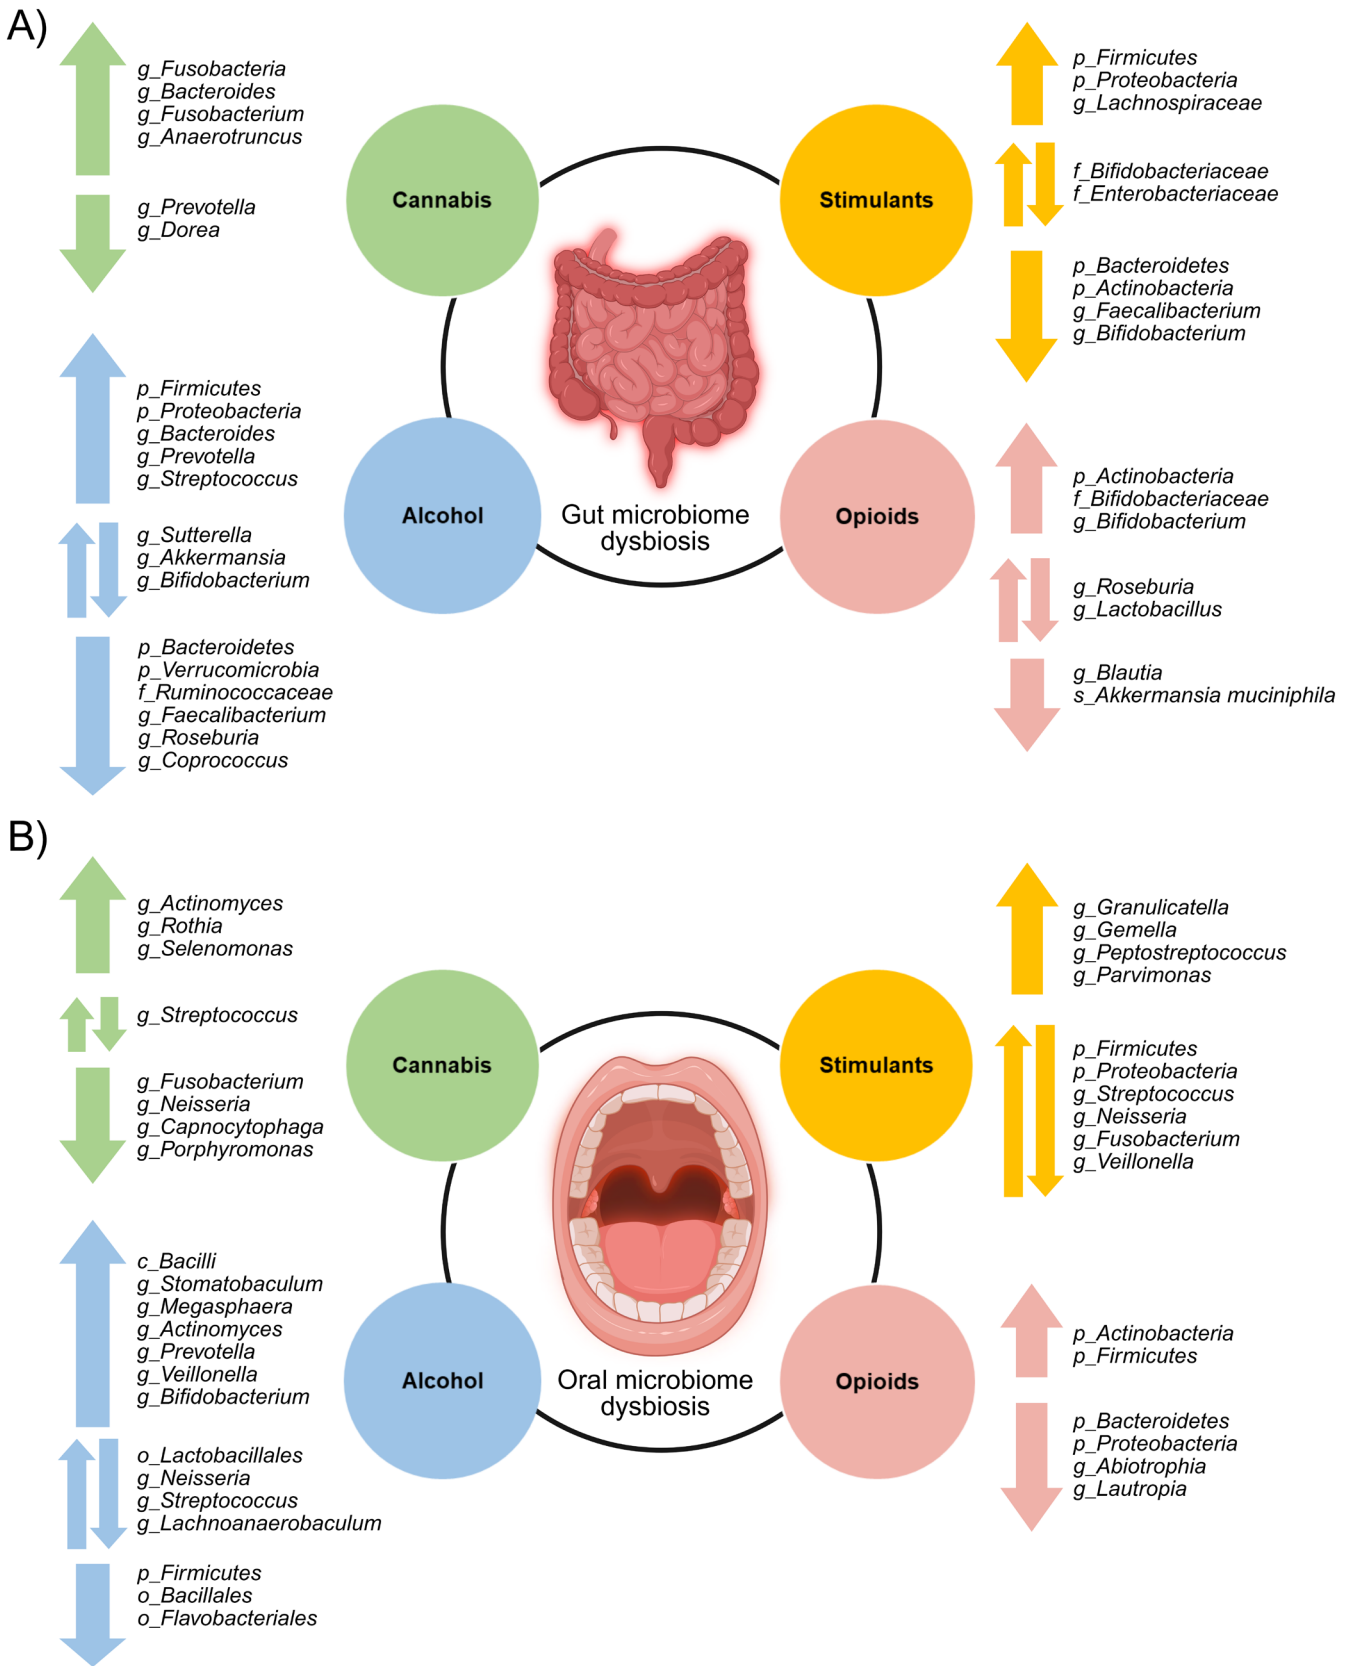 A)
g_Fusobacteria
g_Bacteroides
g_Fusobacterium
g_Anaerotruncus
g_Prevotella
g_Dorea
Cannabis
Stimulants
p_Firmicutes
p_Proteobacteria
g_Lachnospiraceae
f_Bifidobacteriaceae
f_Enterobacteriaceae
p_Bacteroidetes
p_Actinobacteria
g_Faecalibacterium
g_Bifidobacterium
p_Firmicutes
p_Proteobacteria
g_Bacteroides
g_Prevotella
g_Streptococcus
g_Sutterella
g_Akkermansia
g_Bifidobacterium
p_Bacteroidetes
p_Verrucomicrobia
f_Ruminococcaceae
g_Faecalibacterium
g_Roseburia
g_Coprococcus
Alcohol
Gut microbiome
dysbiosis
Opioids
p_Actinobacteria
f_Bifidobacteriaceae
g_Bifidobacterium
g_Roseburia
g_Lactobacillus
g_Blautia
s_Akkermansia muciniphila
B)
g_Actinomyces
g_Rothia
g_Selenomonas
g_Streptococcus
g_Fusobacterium
g_Neisseria
g_Capnocytophaga
g_Porphyromonas
Cannabis
Stimulants
g_Granulicatella
g_Gemella
g_Peptostreptococcus
g_Parvimonas
p_Firmicutes
p_Proteobacteria
g_Streptococcus
g_Neisseria
g_Fusobacterium
g_Veillonella
c_Bacilli
g_Stomatobaculum
g_Megasphaera
g_Actinomyces
g_Prevotella
g_Veillonella
g_Bifidobacterium
o_Lactobacillales
g_Neisseria
g_Streptococcus
g_Lachnoanaerobaculum
p_Firmicutes
o_Bacillales
o_Flavobacteriales
Alcohol
Oral microbiome
dysbiosis
Opioids
p_Actinobacteria
p_Firmicutes
p_Bacteroidetes
p_Proteobacteria
g_Abiotrophia
g_Lautropia